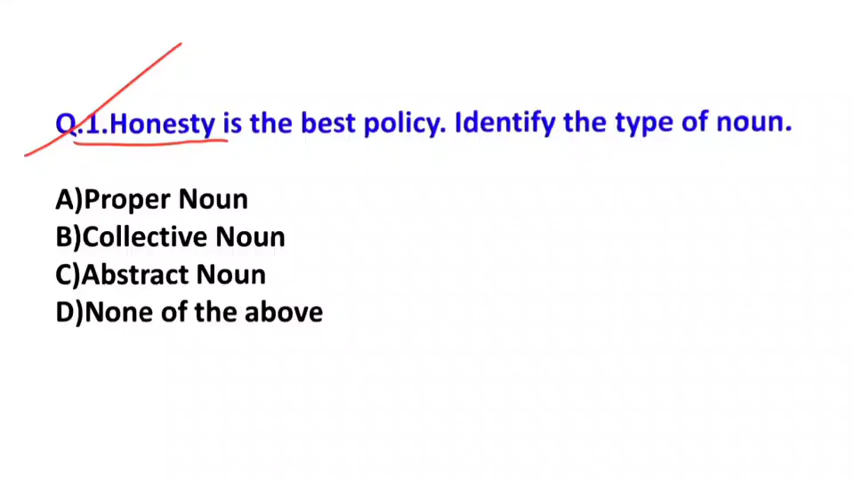 Q.1.Honesty is the best policy. Identify the type of noun.
A)Proper Noun
B)Collective Noun
C)Abstract Noun
D)None of the above